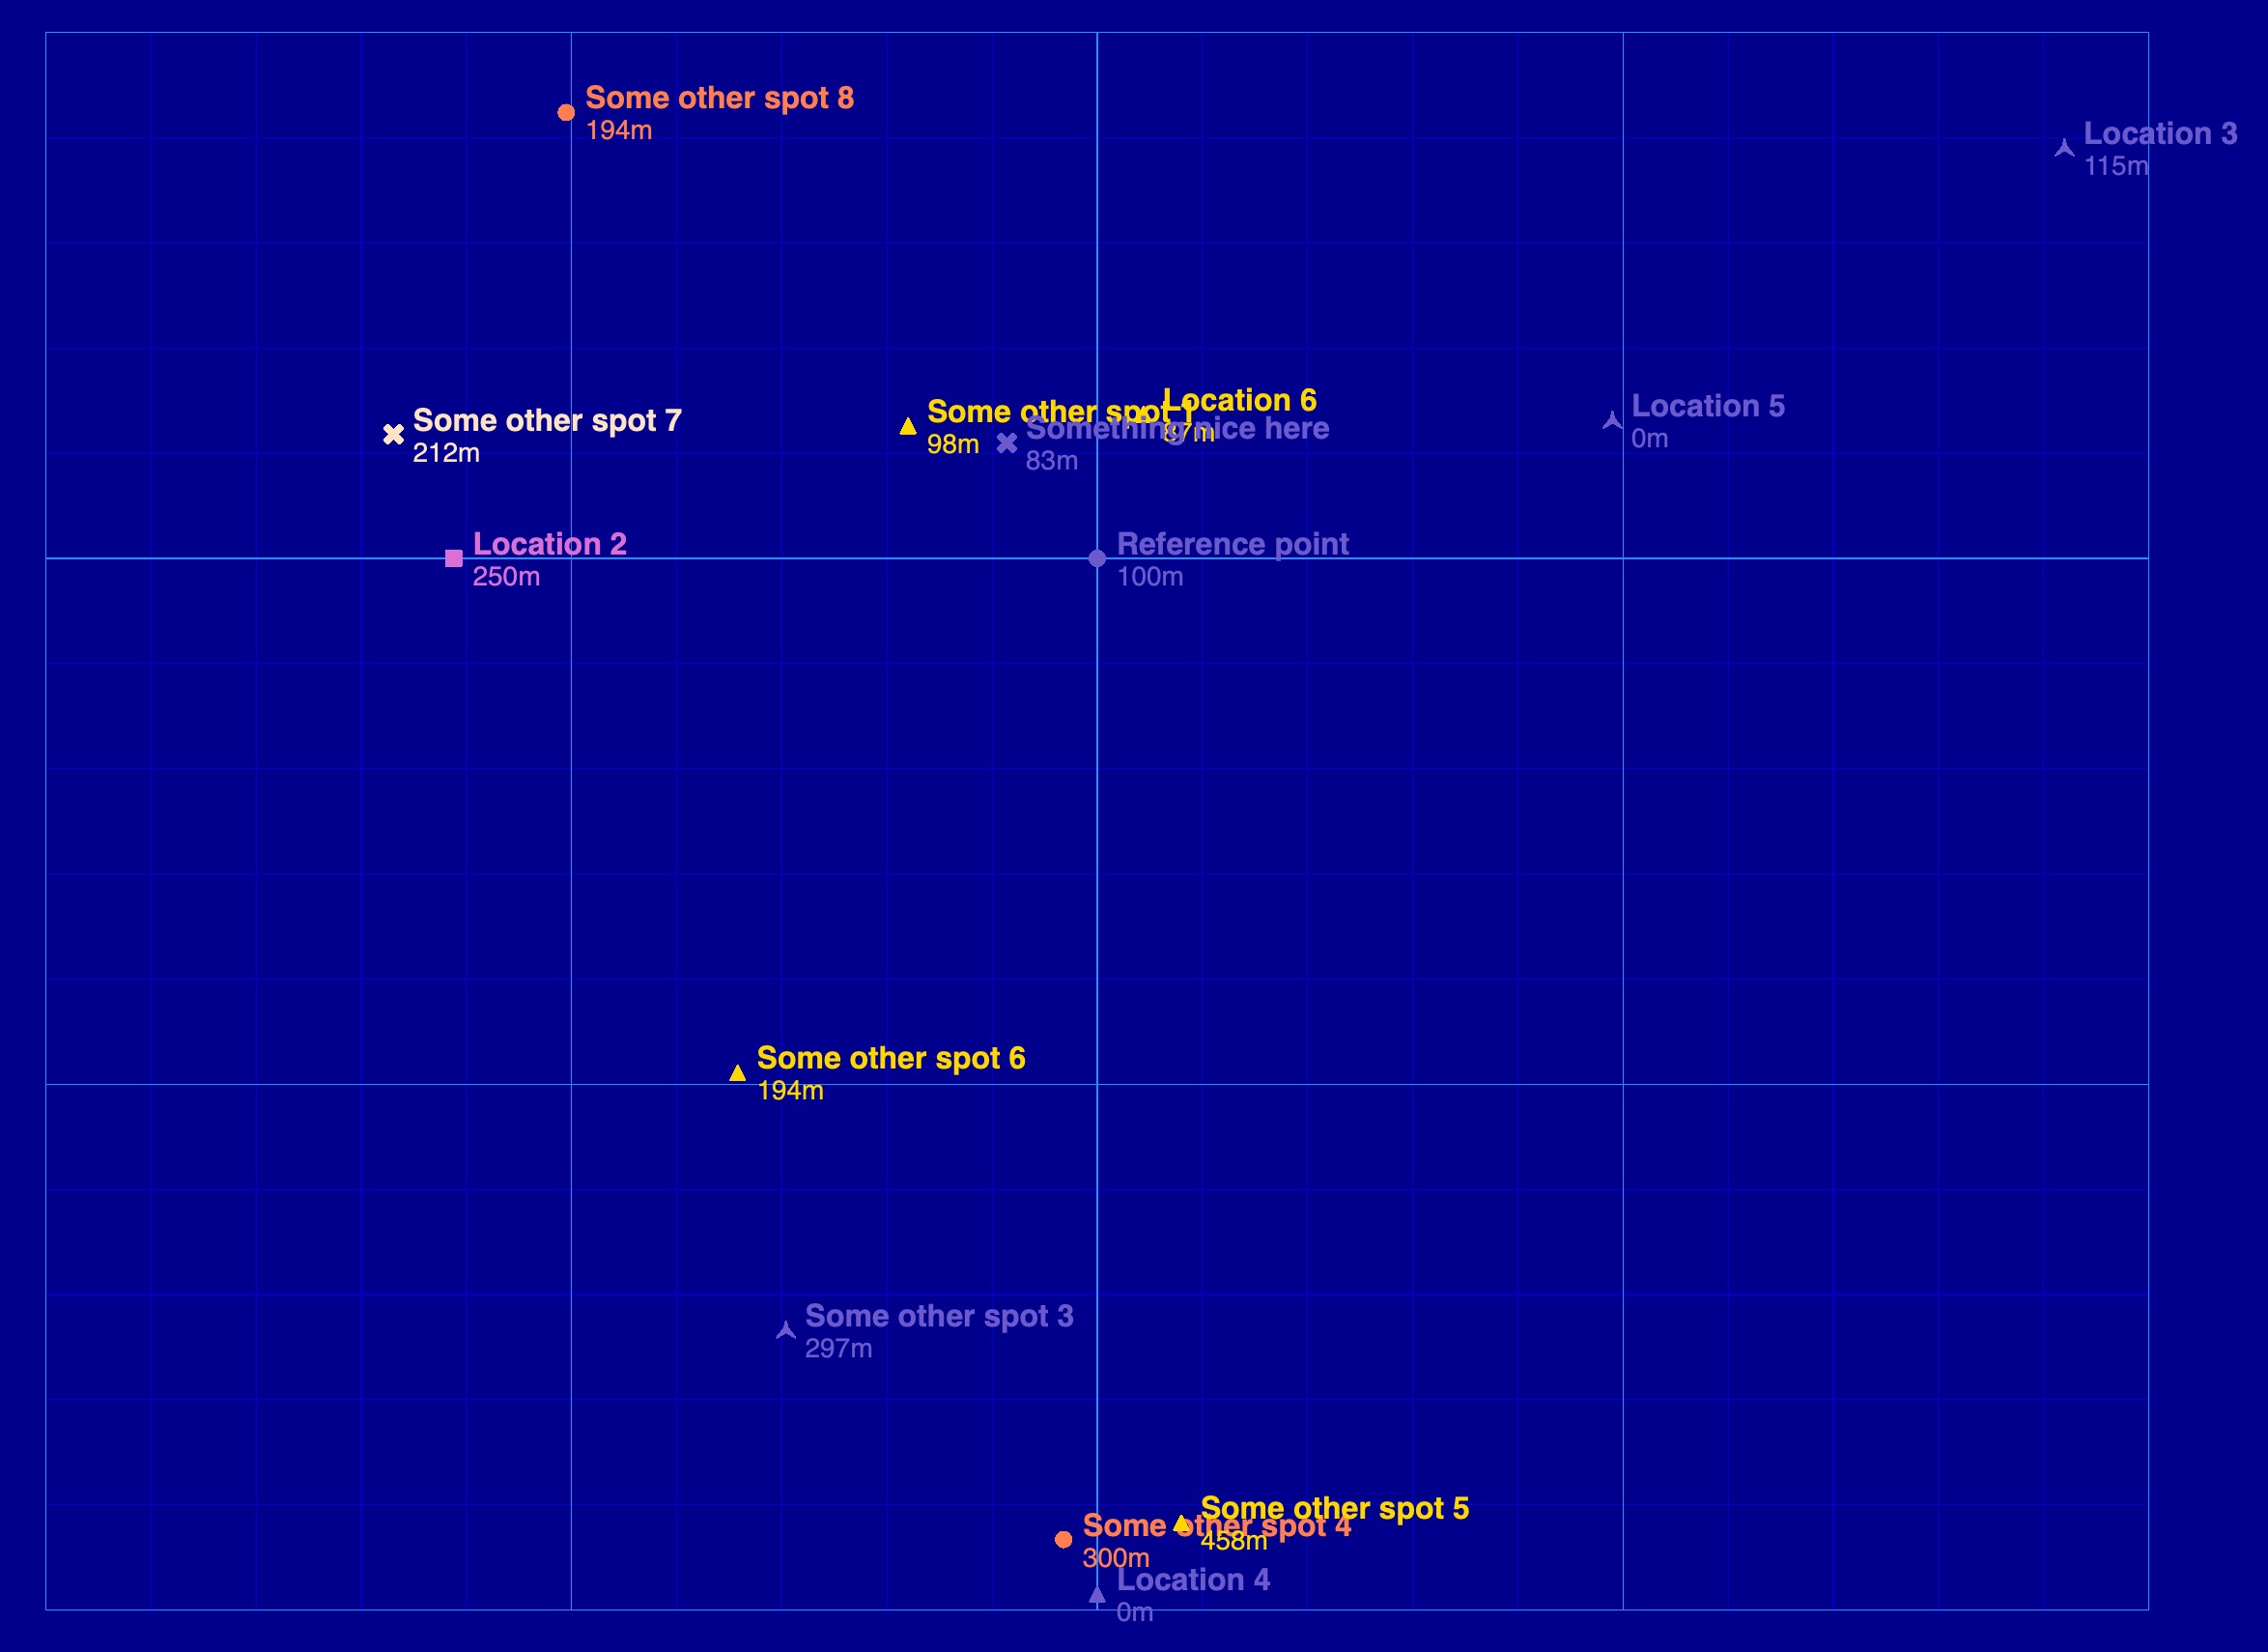 Some other spot 8
194m
Location 3
115m
Some other spot 7
212m
Some other spot 1
98m
Location 6
87m
Something nice here
83m
Location 5
0m
Location 2
250m
Reference point
100m
Some other spot 6
194m
Some other spot 3
297m
Some other spot 5
458m
Some other spot 4
300m
Location 4
0m